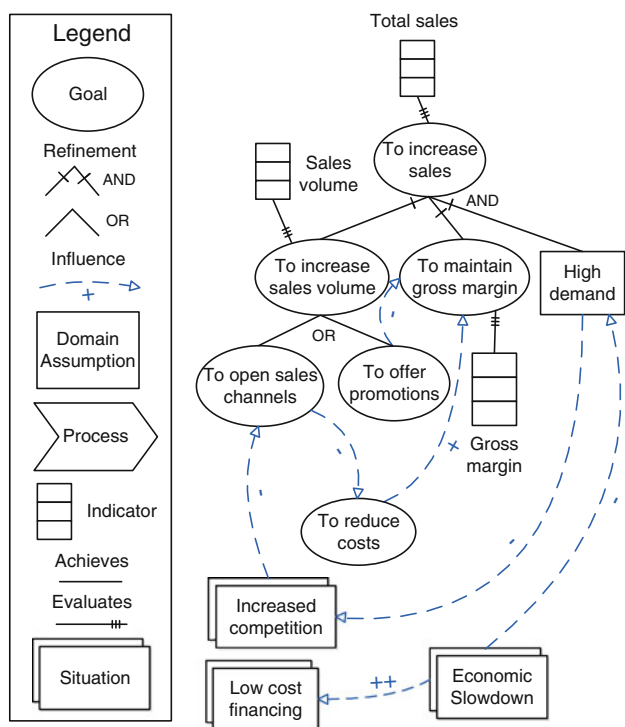 Legend
Goal
Refinement
AND
OR
Influence
+
Domain
Assumption
Process
Indicator
Achieves
Evaluates
Situation
Total sales
To increase
sales
AND
Sales
volume
To increase
sales volume
To maintain
gross margin
High
demand
-
OR
To open sales
channels
To offer
promotions
Gross
margin
+
-
-
-
-
To reduce
costs
Increased
competition
Low cost
financing
++
Economic
Slowdown